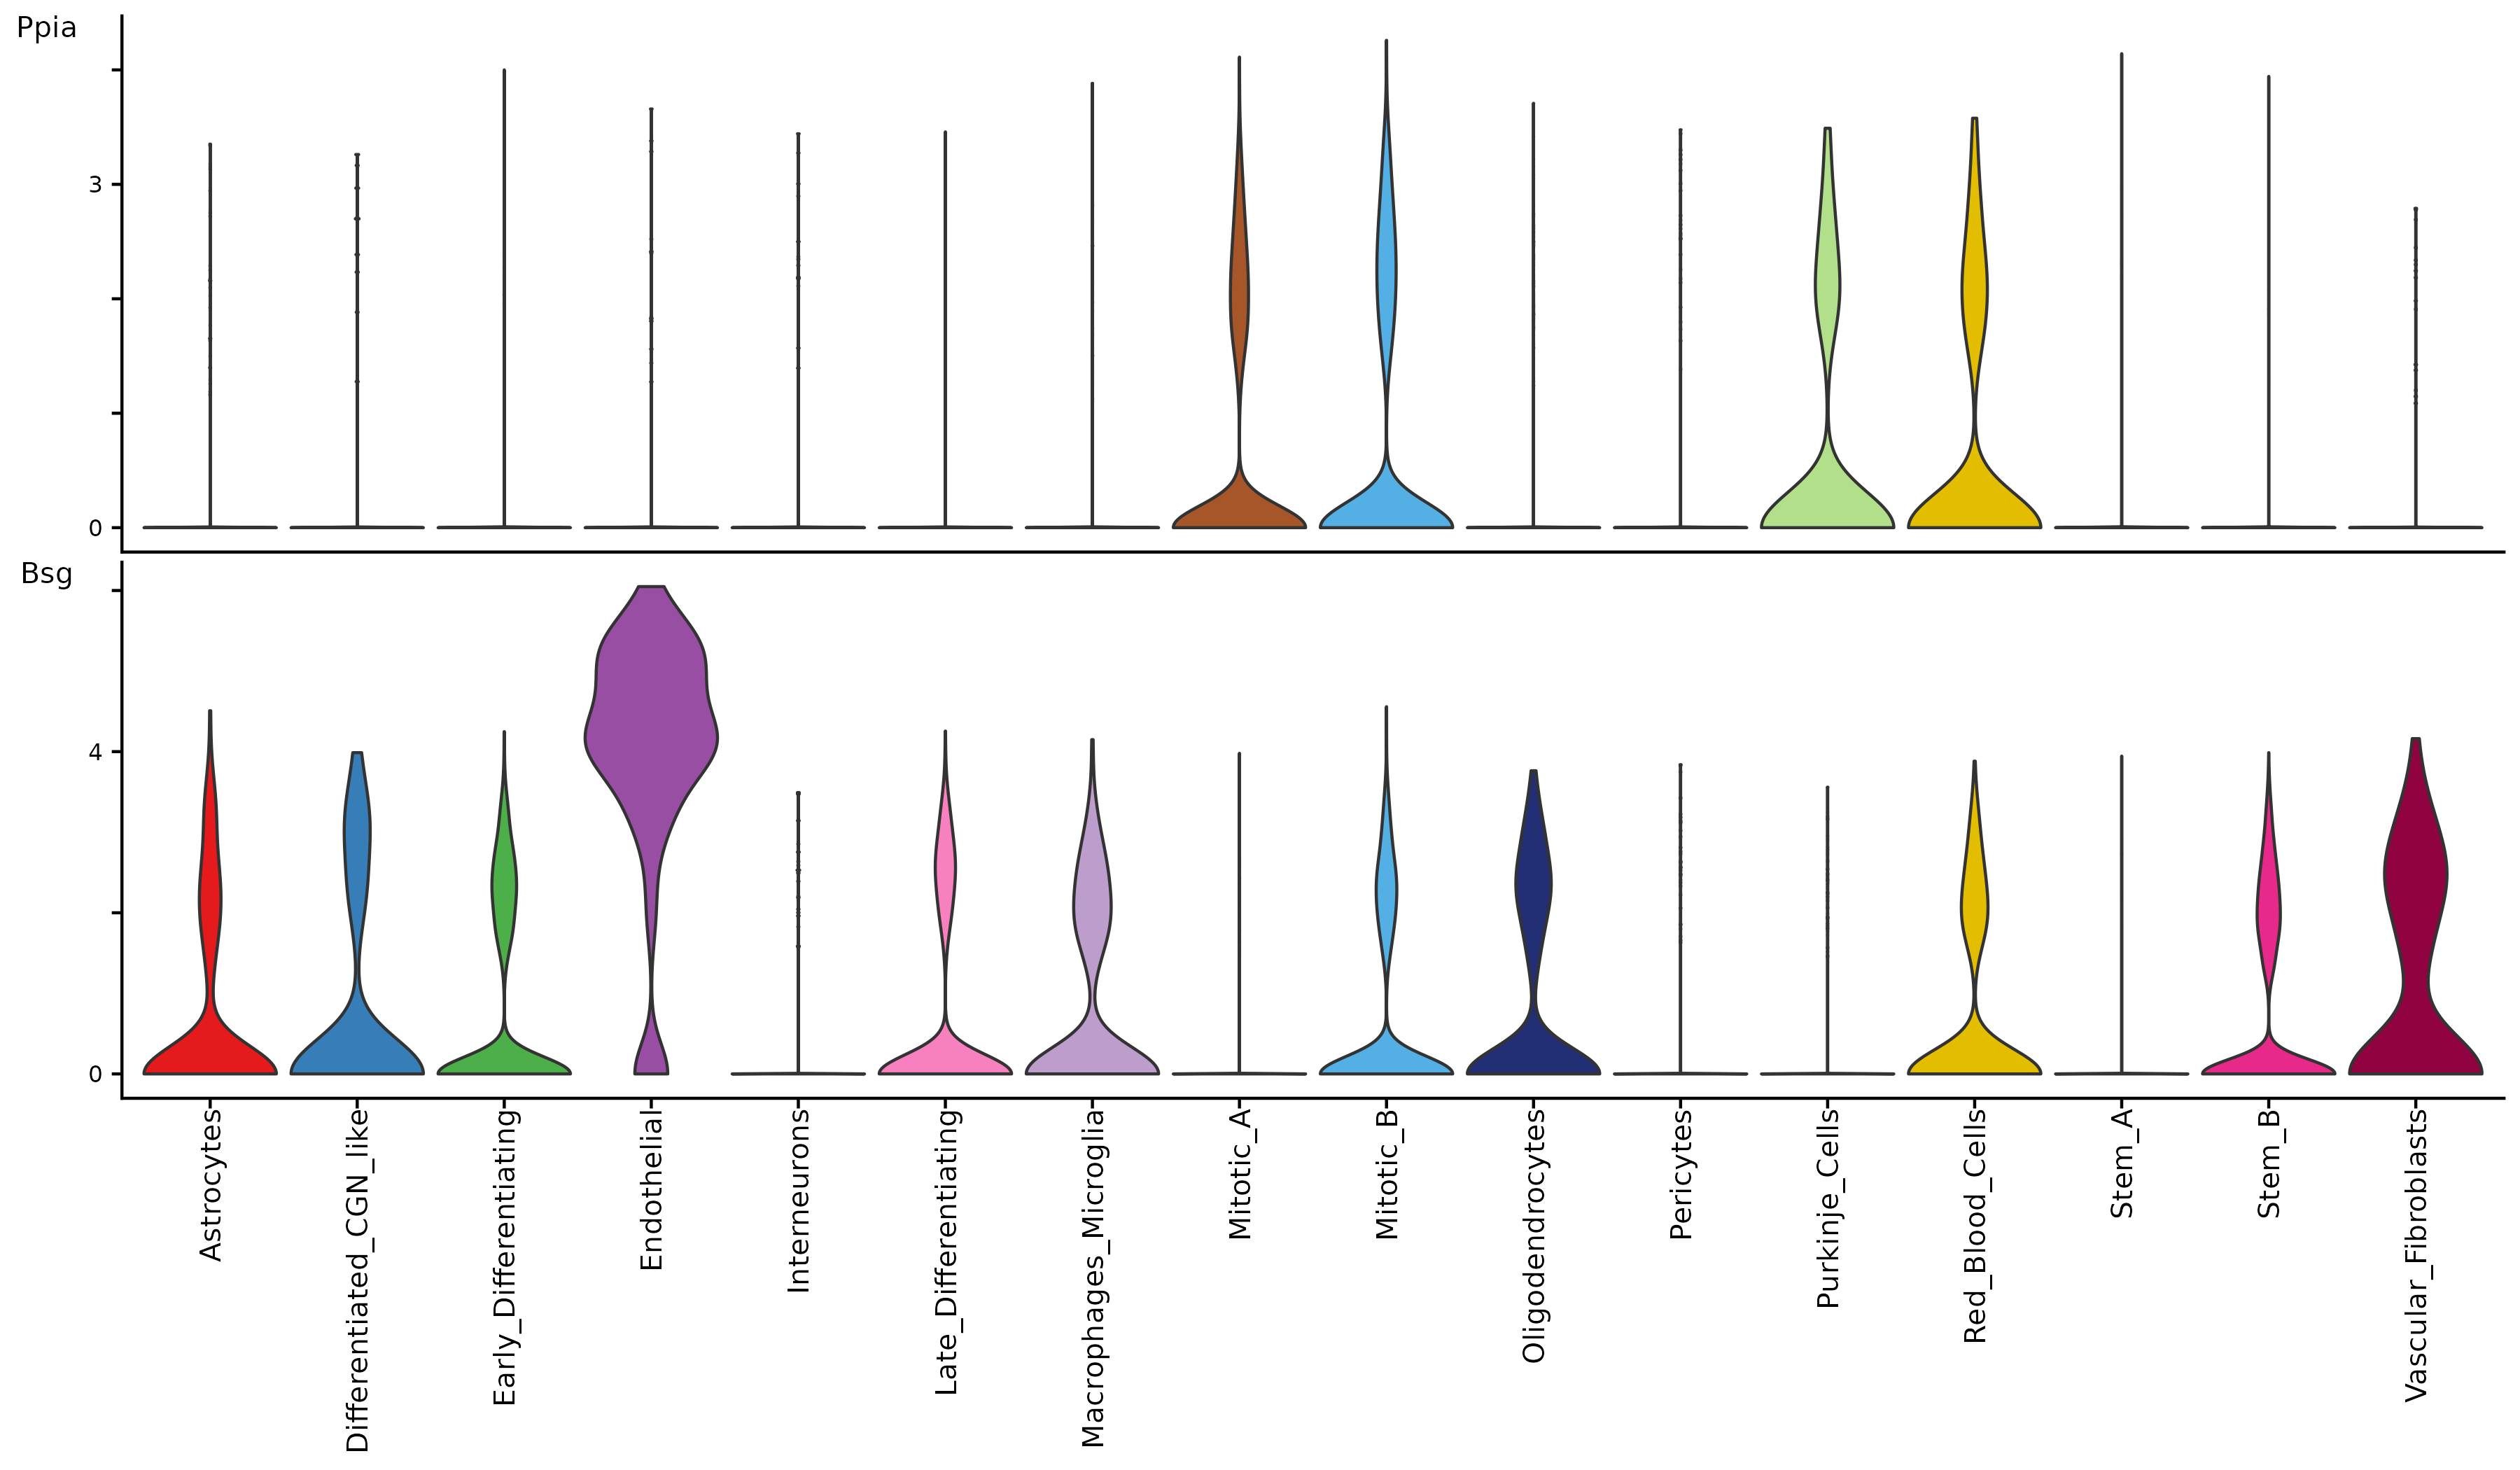 Ppia
3
0
Bsg
4
0
Astrocytes
Differentiated_CGN_like
Early_Differentiating
Endothelial
Interneurons
Late_Differentiating
Macrophages_Microglia
Mitotic_A
Mitotic_B
Oligodendrocytes
Pericytes
Purkinje_Cells
Red_Blood_Cells
Stem_A
Stem_B
Vascular_Fibroblasts